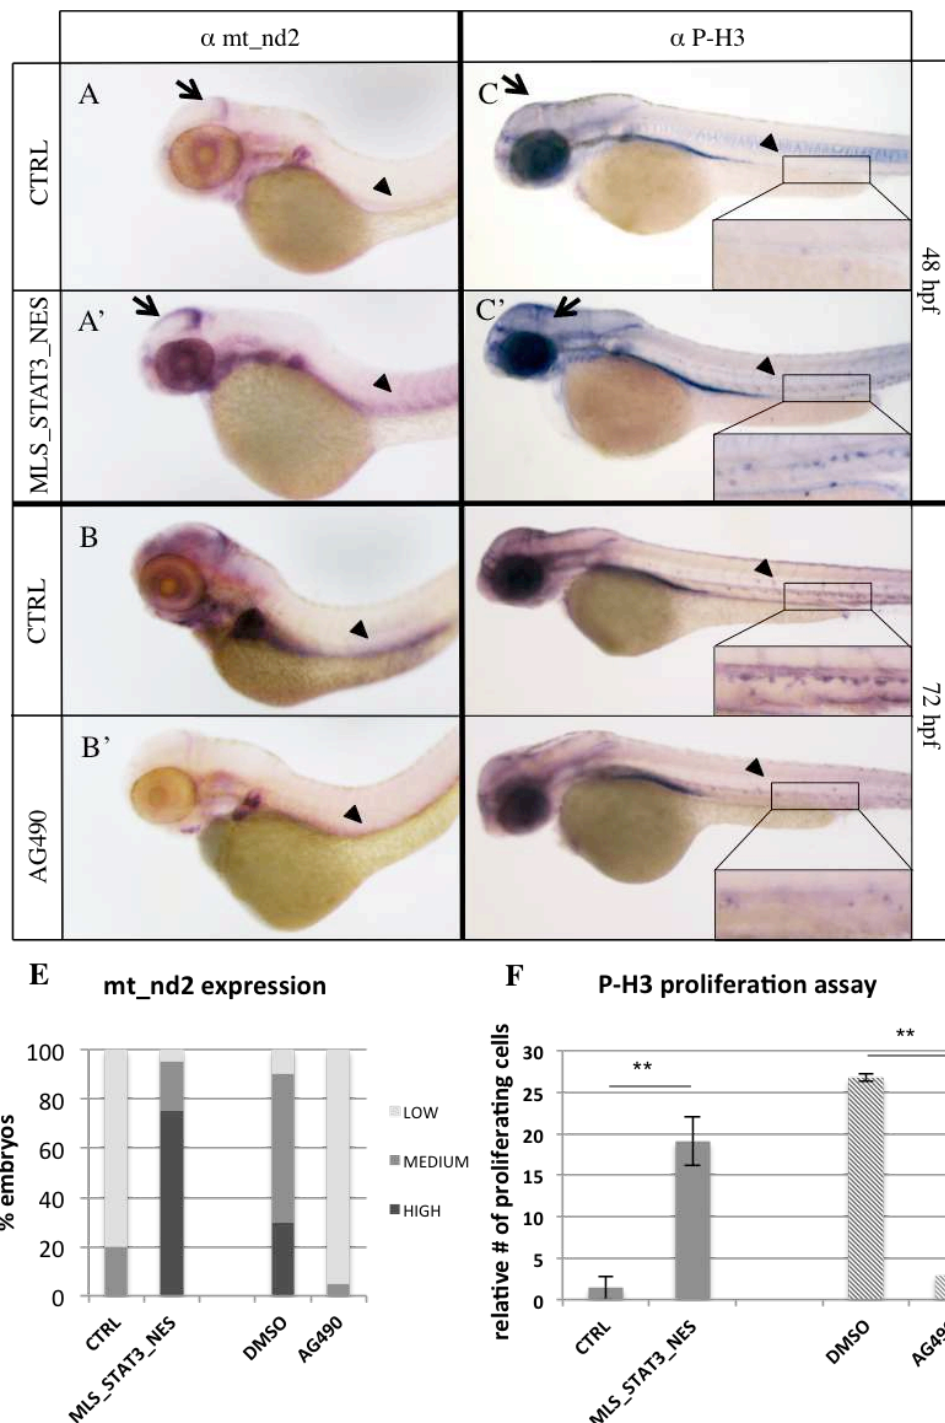 α mt_nd2
α P-H3
CTRL
A
C
48 hpf
MLS_STAT3_NES
A’
C’
CTRL
B
72 hpf
AG490
B’
E
mt_nd2 expression
% embryos
100
80
60
40
20
0
CTRL
MLS_STAT3_NES
DMSO
AG490
LOW
MEDIUM
HIGH
F
P-H3 proliferation assay
relative # of proliferating cells
30
25
20
15
10
5
0
**
**
CTRL
MLS_STAT3_NES
DMSO